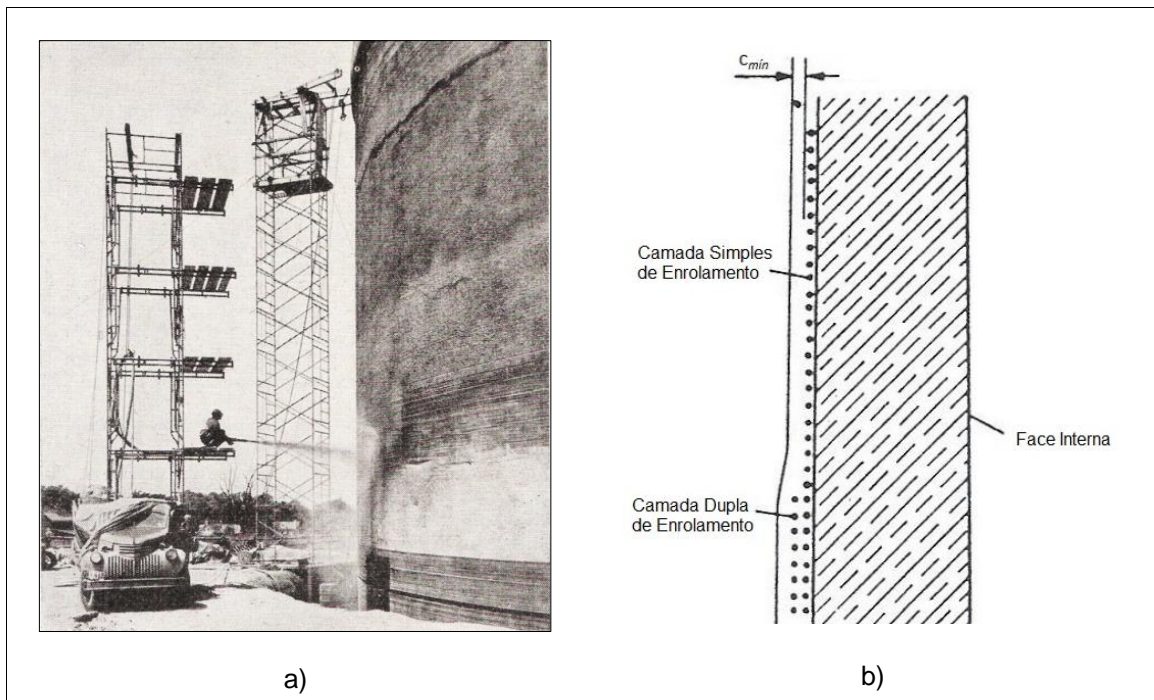 c_mín
Camada Simples
de Enrolamento
Face Interna
Camada Dupla
de Enrolamento
a)
b)